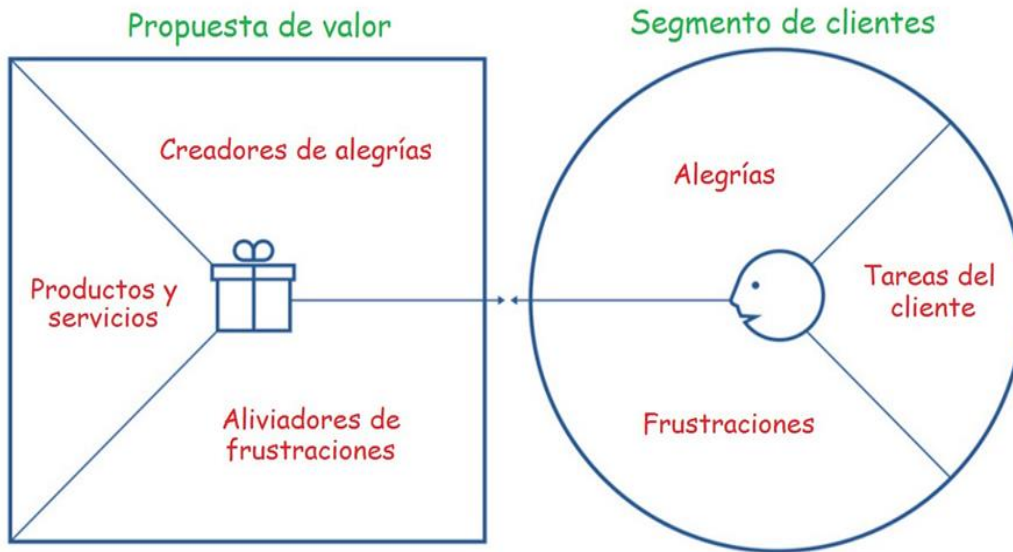 Propuesta de valor
Creadores de alegrías
Productos y
servicios
Aliviadores de
frustraciones
Segmento de clientes
Alegrías
Tareas del
cliente
Frustraciones